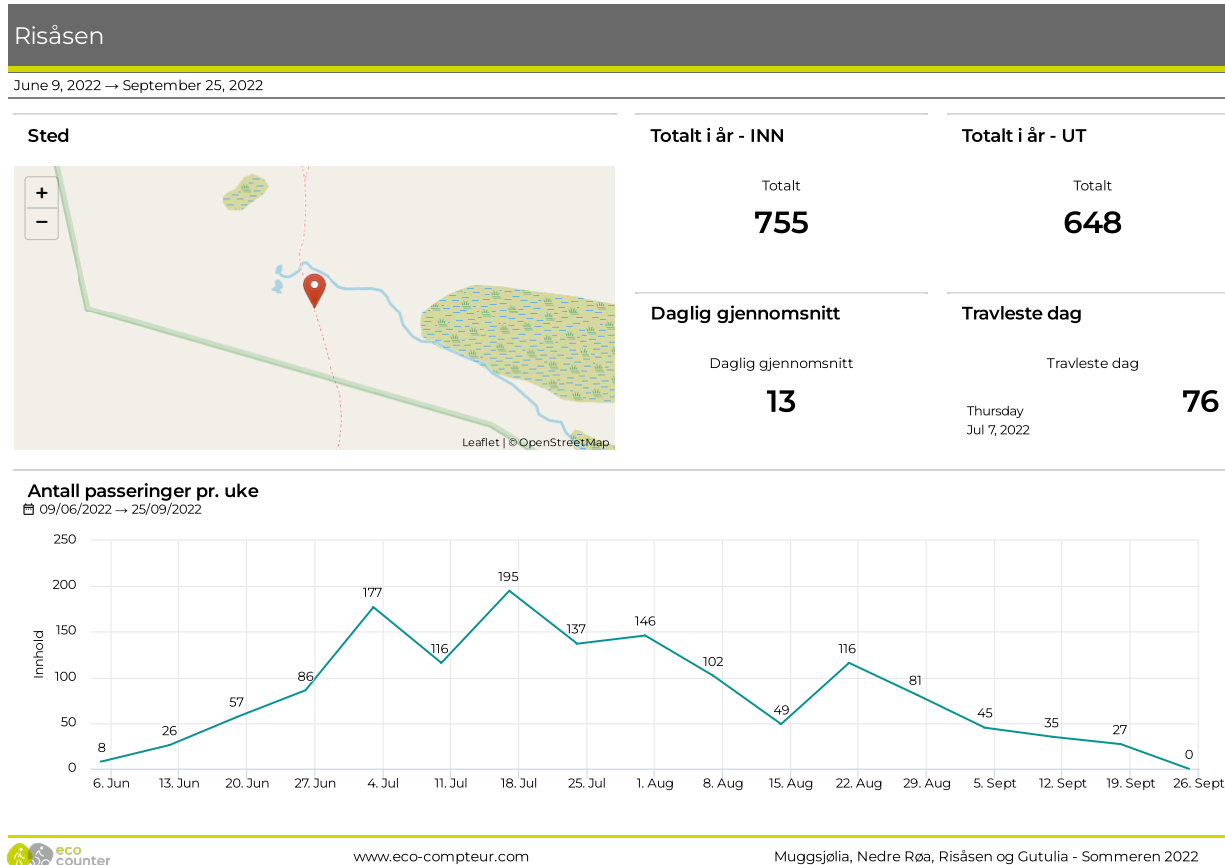 Risåsen
June 9, 2022 → September 25, 2022
Sted
+
−
Leaflet | © OpenStreetMap
Totalt i år - INN
Totalt
755
Totalt i år - UT
Totalt
648
Daglig gjennomsnitt
Daglig gjennomsnitt
13
Travleste dag
Travleste dag
Thursday
Jul 7, 2022
76
Antall passeringer pr. uke
09/06/2022 → 25/09/2022
Innhold
250
200
150
100
50
0
8
26
57
86
177
116
195
137
146
102
49
116
81
45
35
27
0
6. Jun
13. Jun
20. Jun
27. Jun
4. Jul
11. Jul
18. Jul
25. Jul
1. Aug
8. Aug
15. Aug
22. Aug
29. Aug
5. Sept
12. Sept
19. Sept
26. Sept
eco
counter
www.eco-compteur.com
Muggsjølia, Nedre Røa, Risåsen og Gutulia - Sommeren 2022